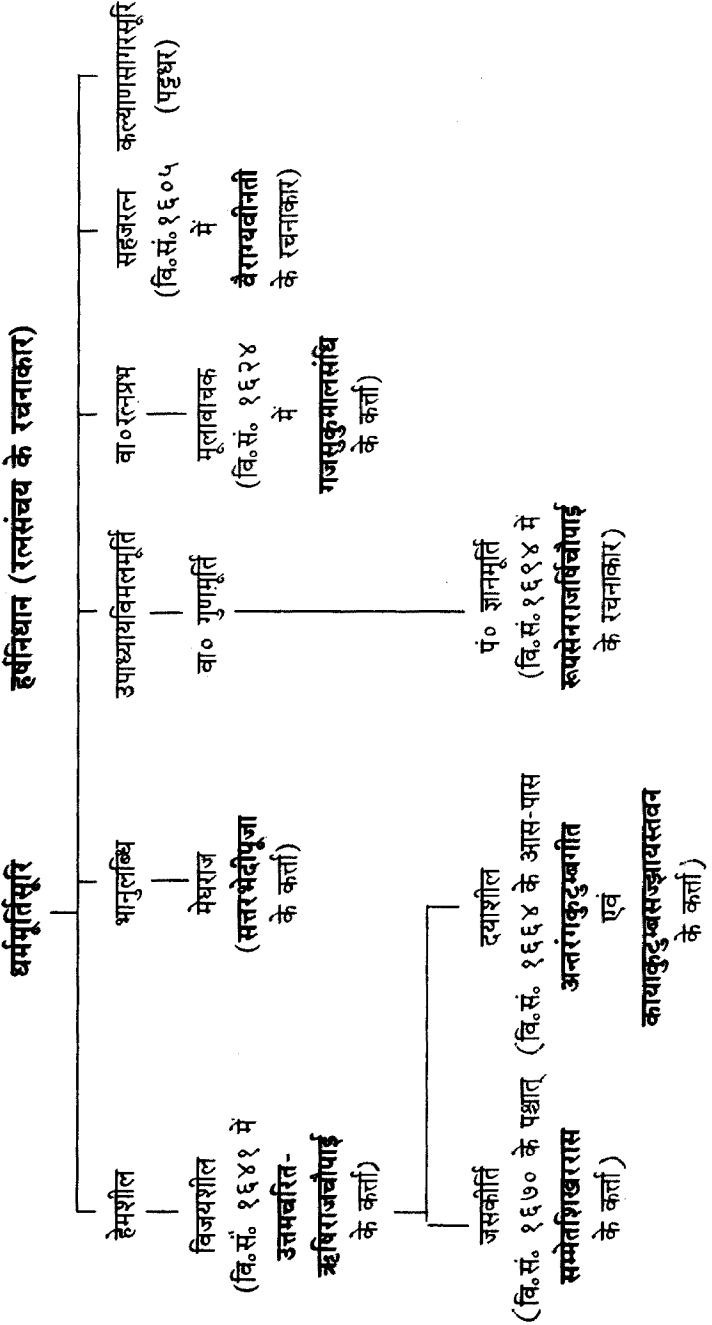 धर्ममूर्तिसूरि हर्षनिधान (रत्नसंचय के रचनाकार)
हेमशील भानुलब्धि उपाध्यायविमलमूर्ति वा०रत्नप्रभ सहजरत्न कल्याणसागरसूरि
(वि.सं.१६०५ (पट्टधर)
में
वैराग्यवीनती
के रचनाकार)
विजयशील
(वि.सं. १६४१ में
उत्तमचरित-
ऋषिराजचौपाई
के कर्त्ता)
मेघराज
(सत्तरभेदीपूजा
के कर्त्ता)
वा० गुणमूर्ति
मूलावाचक
(वि.सं. १६२४
में
गजसुकुमालसंधि
के कर्त्ता)
जसकीर्ति
(वि.सं. १६७० के पश्चात्
सम्मेतशिखररास
के कर्त्ता)
दयाशील
(वि.सं. १६६४ के आस-पास
अन्तरंगकुटुम्बगीत
एवं
कायाकुटुम्बसज्झायस्तवन
के कर्त्ता)
पं० ज्ञानमूर्ति
(वि.सं.१६९४ में
रूपसेनराजर्षिचौपाई
के रचनाकार)